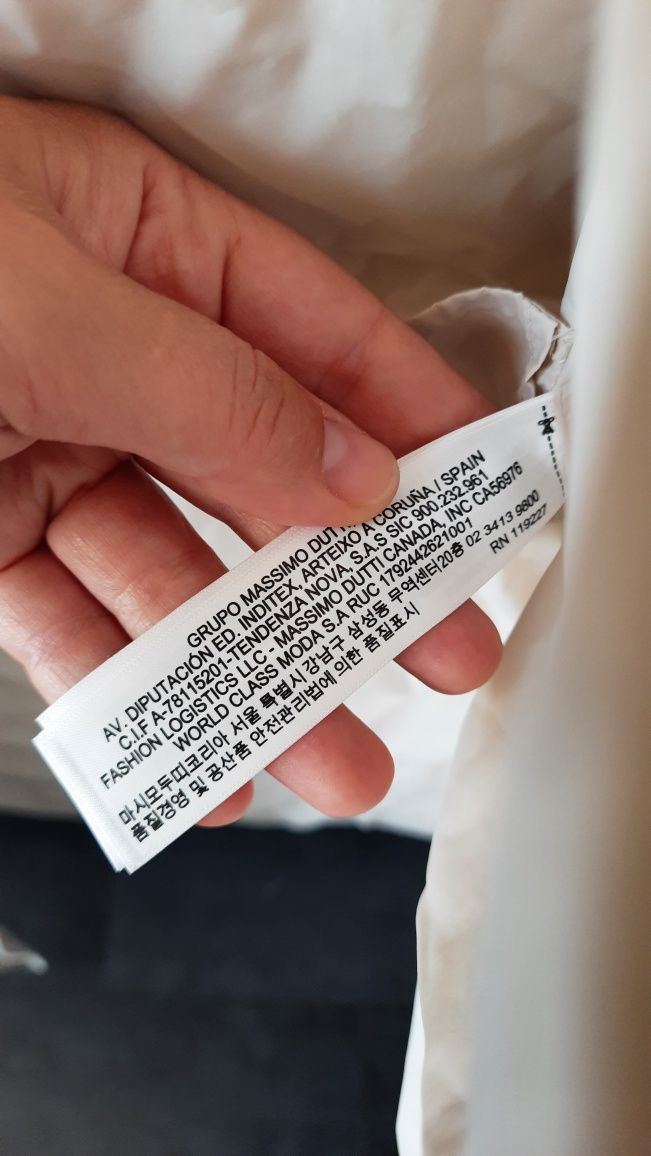 GRUPO MASSIMO DUTTI
AV. DIPUTACIÓN ED. INDITEX, ARTEIXO A CORUÑA / SPAIN
C.I.F A-78115201-TENDENZA NOVA, S.A.S SIC 900.232.961
FASHION LOGISTICS LLC - MASSIMO DUTTI CANADA, INC CA56976
WORLD CLASS MODA S.A RUC 1792442621001
RN 119227
마시모두띠코리아 서울 특별시 강남구 삼성동 무역센터20층 02 3413 9800
품질경영 및 공산품 안전관리법에 의한 품질표시